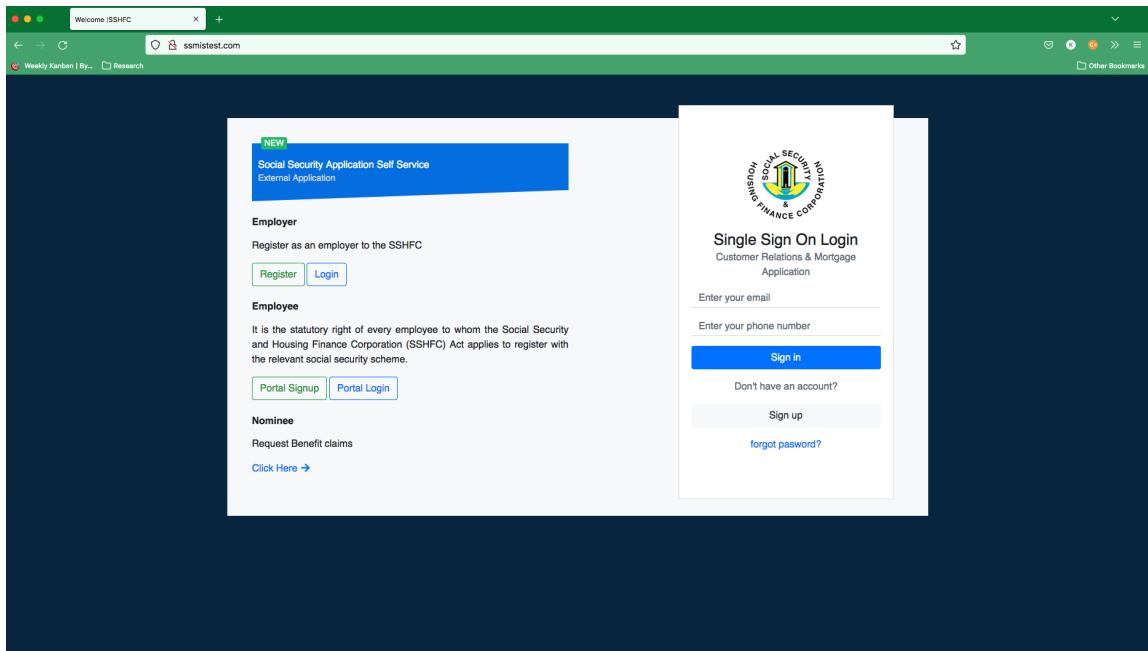 Welcome |SSHFC
ssmistest.com
Weekly Kanban | By...
Research
Other Bookmarks
NEW
Social Security Application Self Service
External Application
Employer
Register as an employer to the SSHFC
Register
Login
Employee
It is the statutory right of every employee to whom the Social Security
and Housing Finance Corporation (SSHFC) Act applies to register with
the relevant social security scheme.
Portal Signup
Portal Login
Nominee
Request Benefit claims
Click Here
SOCIAL SECURITY
&
HOUSING FINANCE CORPORATION
Single Sign On Login
Customer Relations & Mortgage
Application
Enter your email
Enter your phone number
Sign in
Don't have an account?
Sign up
forgot pasword?